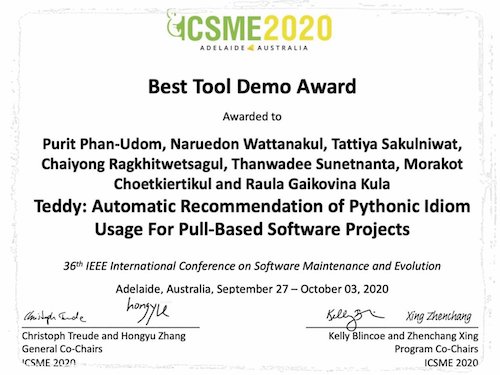 ICSME2020
ADELAIDE AUSTRALIA
Best Tool Demo Award
Awarded to
Purit Phan-Udom, Naruedon Wattanakul, Tattiya Sakulniwat,
Chaiyong Ragkhitwetsagul, Thanwadee Sunetnanta, Morakot
Choetkiertikul and Raula Gaikovina Kula
Teddy: Automatic Recommendation of Pythonic Idiom
Usage For Pull-Based Software Projects
36th IEEE International Conference on Software Maintenance and Evolution
Adelaide, Australia, September 27 – October 03, 2020
Christoph Treude Xing Zhenchang
Christoph Treude and Hongyu Zhang
General Co-Chairs
ICSME 2020
Kelly Blincoe and Zhenchang Xing
Program Co-Chairs
ICSME 2020